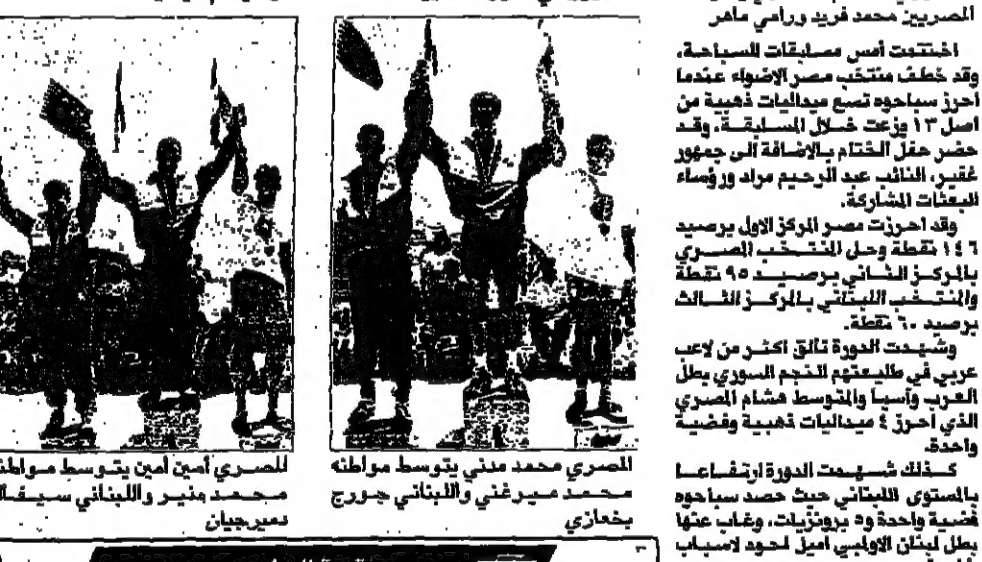 المصريين محمد فريد ورامي ماهر
اختتمت أمس مسابقات السباحة،
وقد خطف منتخب مصر الاضواء عندما
أحرز سباحوه تسع ميداليات ذهبية من
اصل ١٣ وزعت خلال المسابقة، وقد
حضر حفل الختام بالاضافة الى جمهور
غفير، النائب عبد الرحيم مراد ورؤساء
البعثات المشاركة.
وقد احرزت مصر المركز الاول برصيد
١٤٦ نقطة وحل المنتخب المصري
بالمركز الثاني برصيد ٩٥ نقطة
والمنتخب اللبناني بالمركز الثالث
برصيد ٦٠ نقطة.
وشهدت الدورة تألق اكثر من لاعب
عربي في طليعتهم النجم السوري بطل
العرب وآسيا والمتوسط هشام المصري
الذي احرز ٤ ميداليات ذهبية وفضية
واحدة.
كذلك شهدت الدورة ارتفاعا
بالمستوى اللبناني حيث حصد سباحوه
فضية واحدة و٥ برونزيات، وغاب عنها
بطل لبنان الاولمبي اميل لحود لاسباب
المصري محمد مدني يتوسط مواطنه
محمد ميرغني واللبناني جورج
يخعازي
المصري أمين أمين يتوسط مواطنه
محمد منير واللبناني
دميرجيان